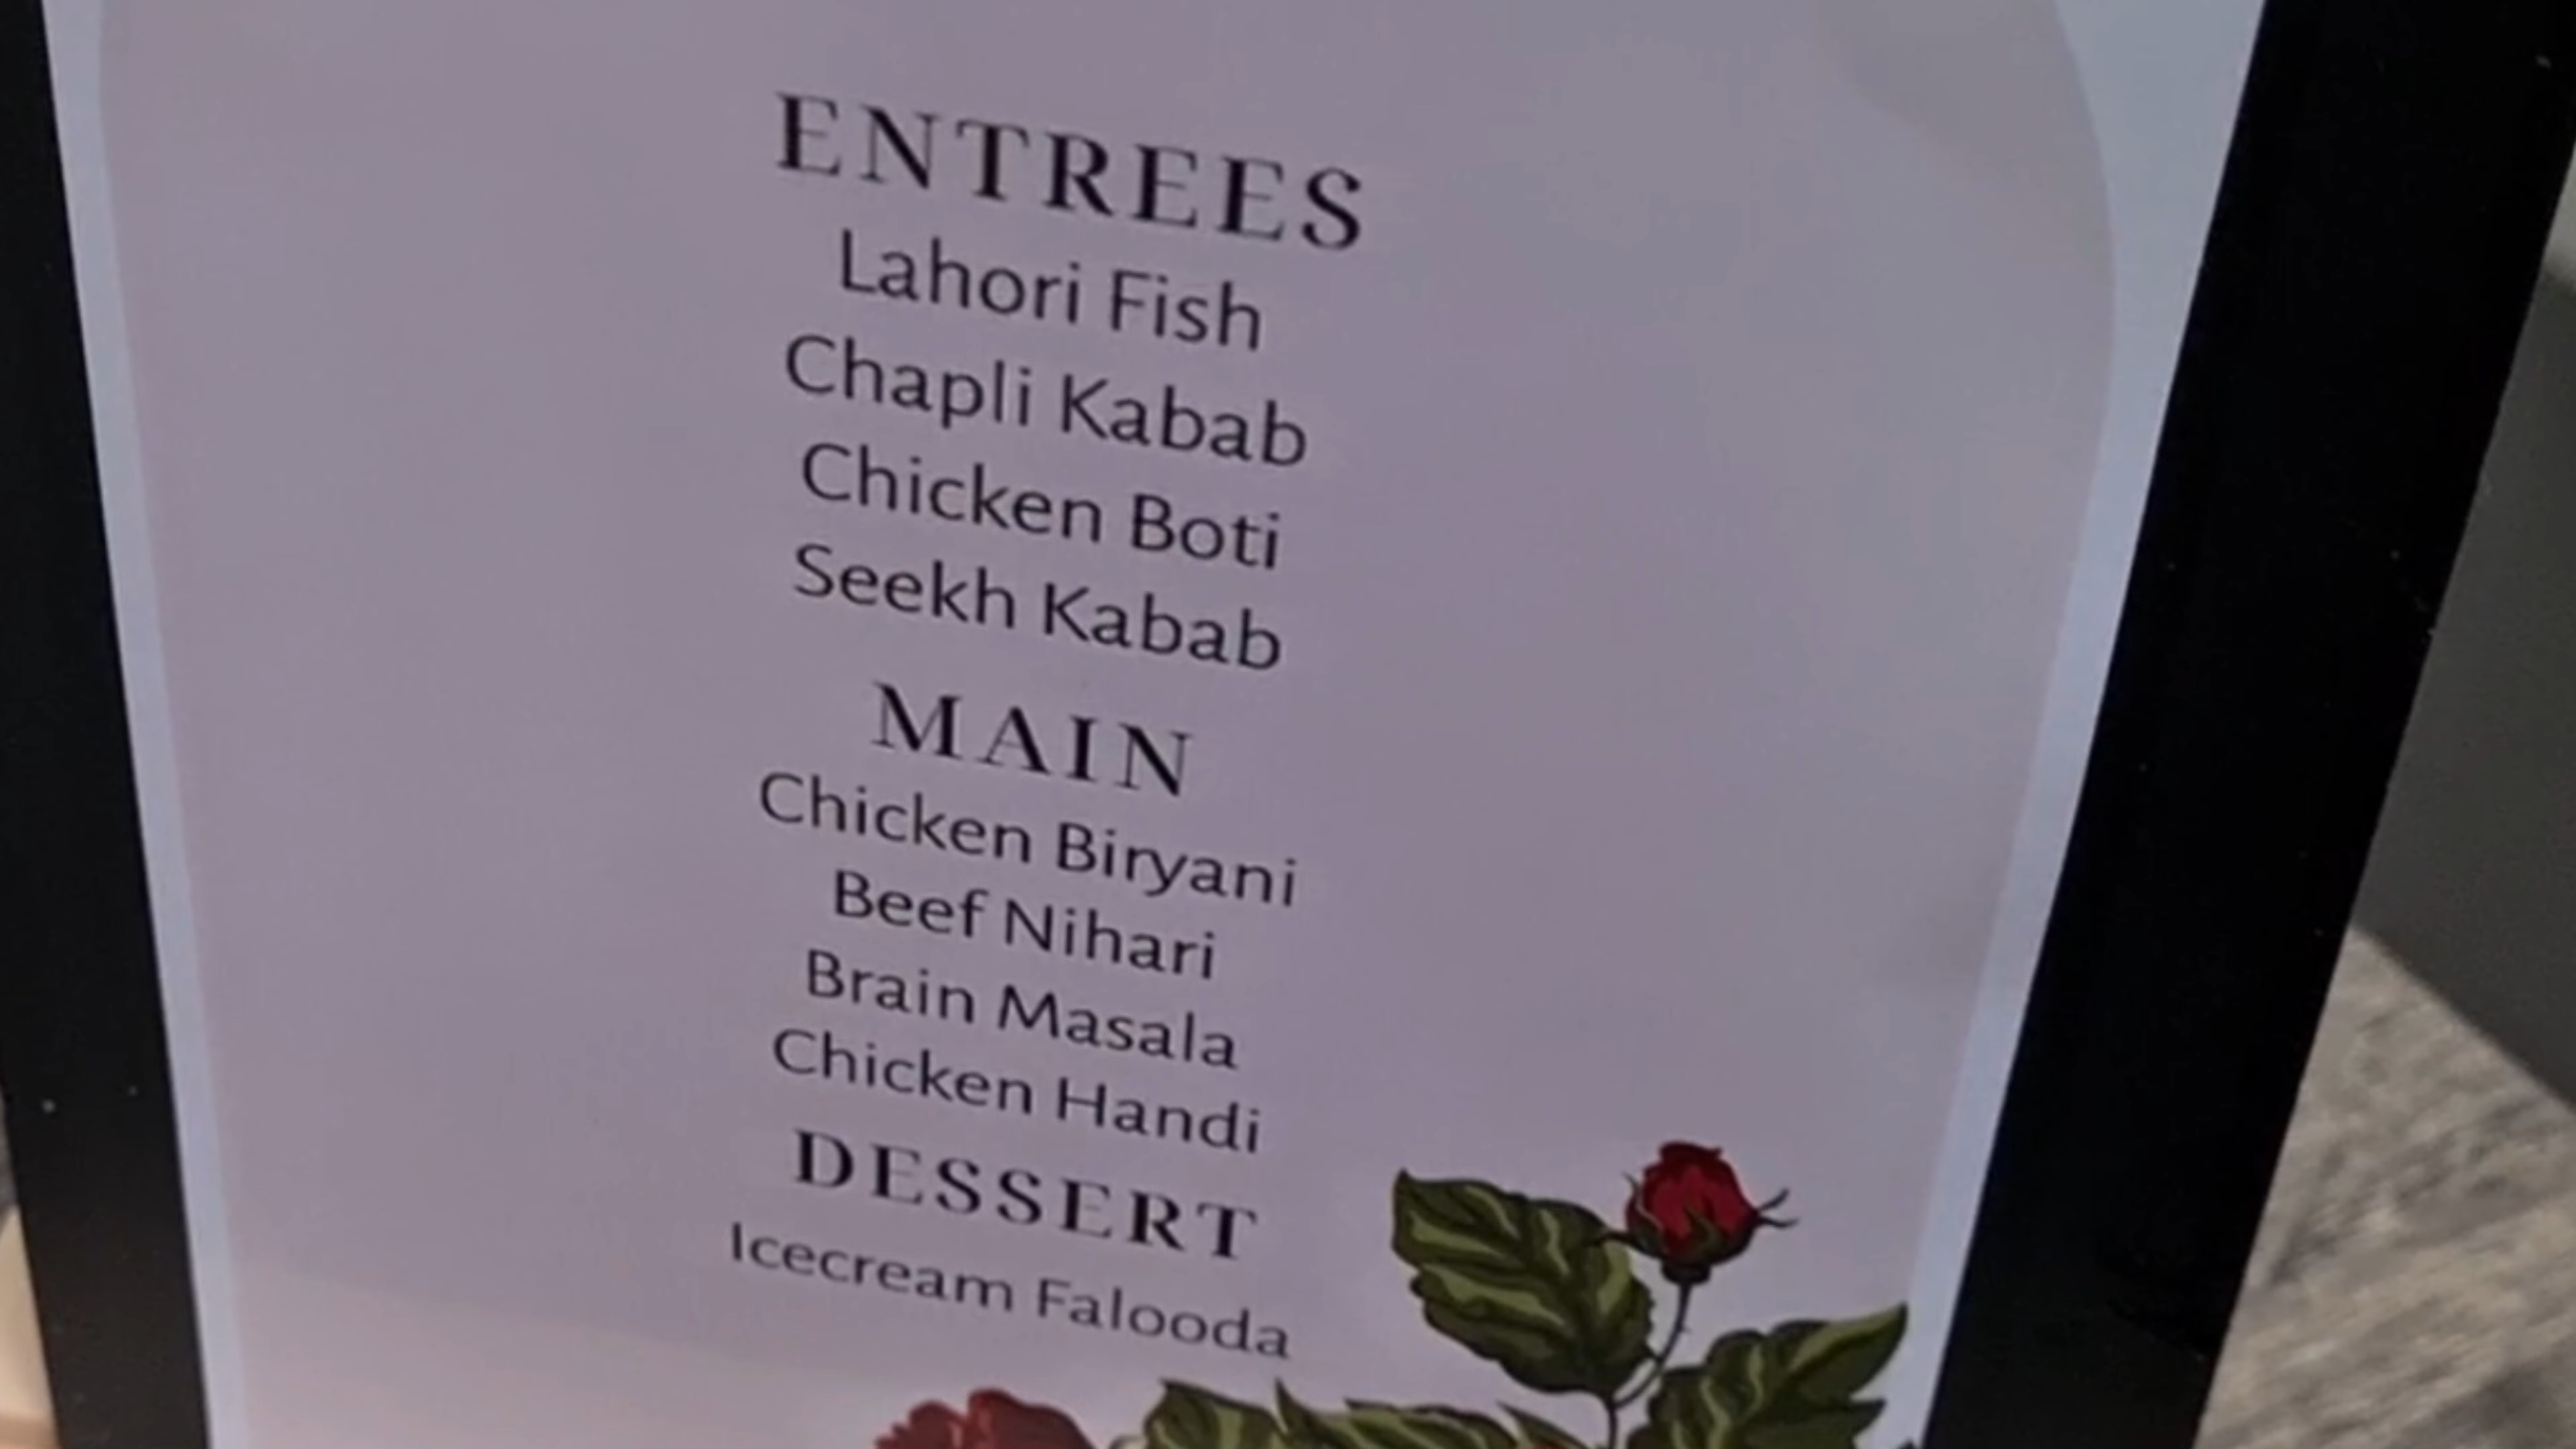 ENTREES
Lahori Fish
Chapli Kabab
Chicken Boti
Seekh Kabab
MAIN
Chicken Biryani
Beef Nihari
Brain Masala
Chicken Handi
DESSERT
Icecream Falooda